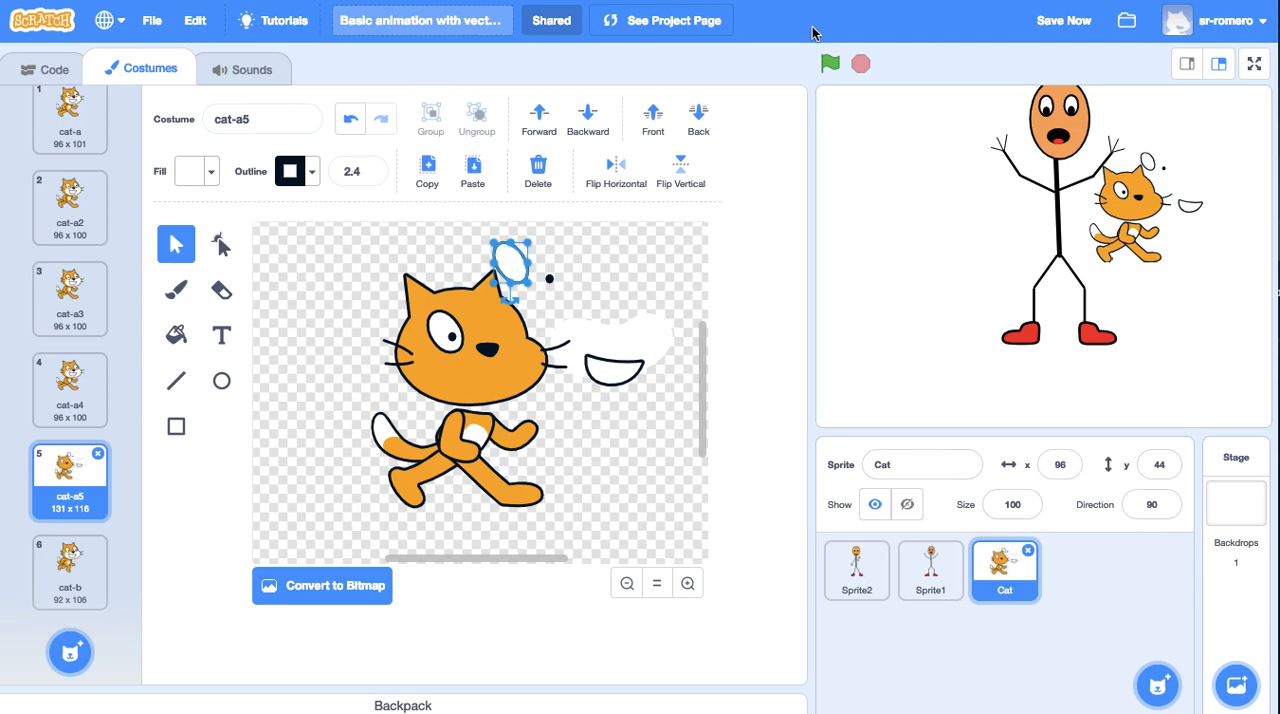 SCRATCH File Edit Tutorials Basic animation with vect... Shared See Project Page Save Now sr-romero
Code Costumes Sounds
1
cat-a
96 x 101
2
cat-a2
96 x 100
3
cat-a3
96 x 100
4
cat-a4
96 x 100
5
cat-a5
131 x 116
6
cat-b
92 x 106
Costume cat-a5 Group Ungroup Forward Backward Front Back
Fill Outline 2.4 Copy Paste Delete Flip Horizontal Flip Vertical
T
Convert to Bitmap
Backpack
Sprite Cat x 96 y 44
Show Size 100 Direction 90
Sprite2 Sprite1 Cat
Stage
Backdrops
1